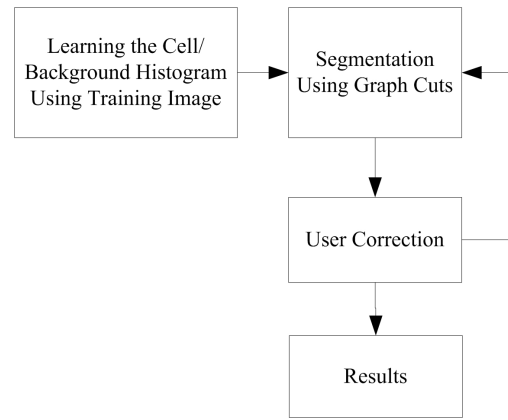 Learning the Cell/
Background Histogram
Using Training Image
Segmentation
Using Graph Cuts
User Correction
Results